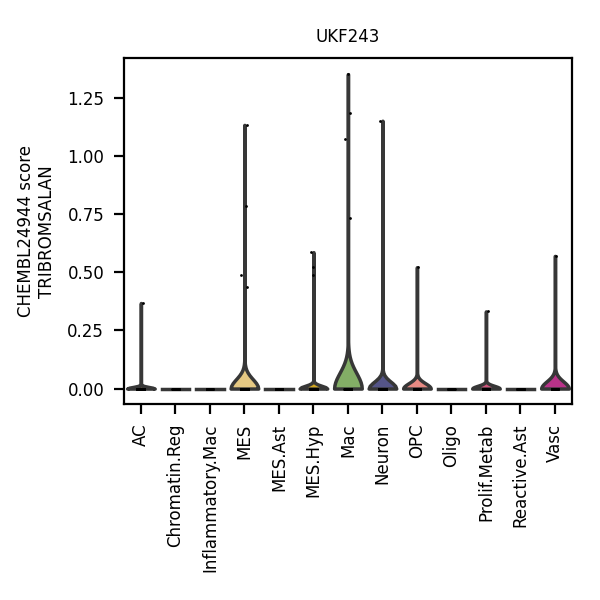 UKF243
CHEMBL24944 score
TRIBROMSALAN
1.25
1.00
0.75
0.50
0.25
0.00
AC
Chromatin.Reg
Inflammatory.Mac
MES
MES.Ast
MES.Hyp
Mac
Neuron
OPC
Oligo
Prolif.Metab
Reactive.Ast
Vasc